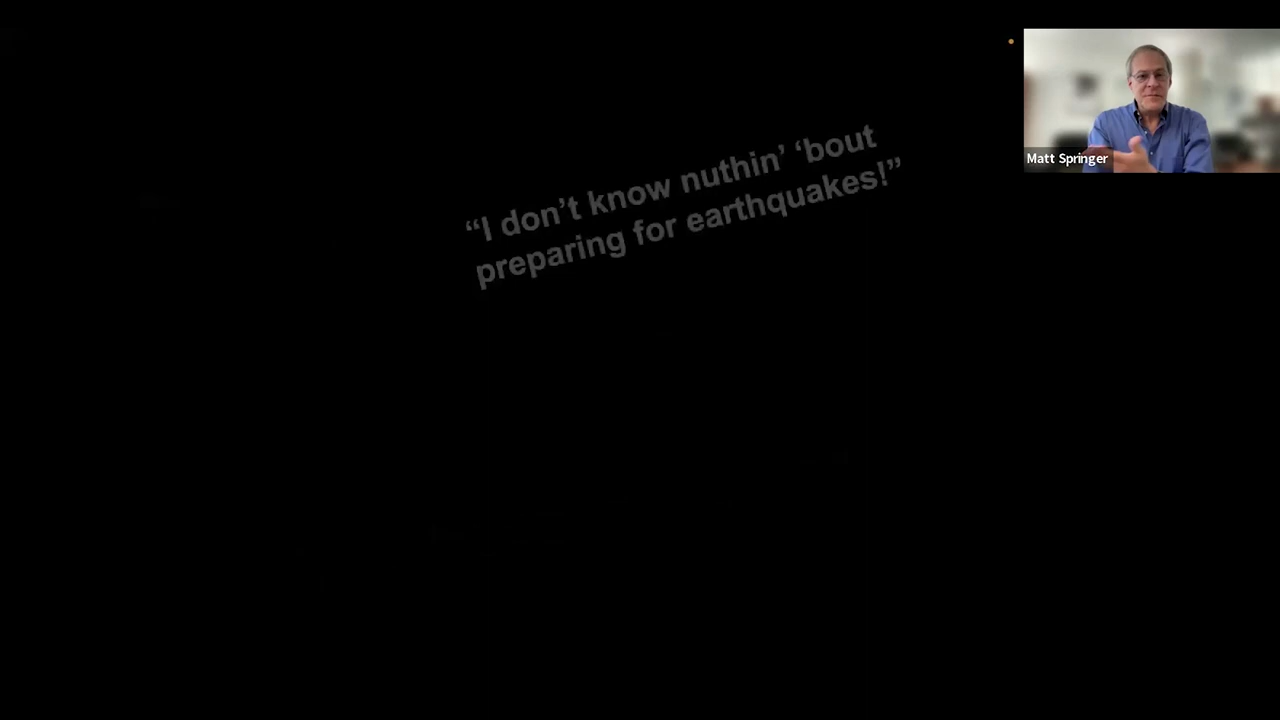 “I don’t know nuthin’ ‘bout
preparing for earthquakes!”
Matt Springer